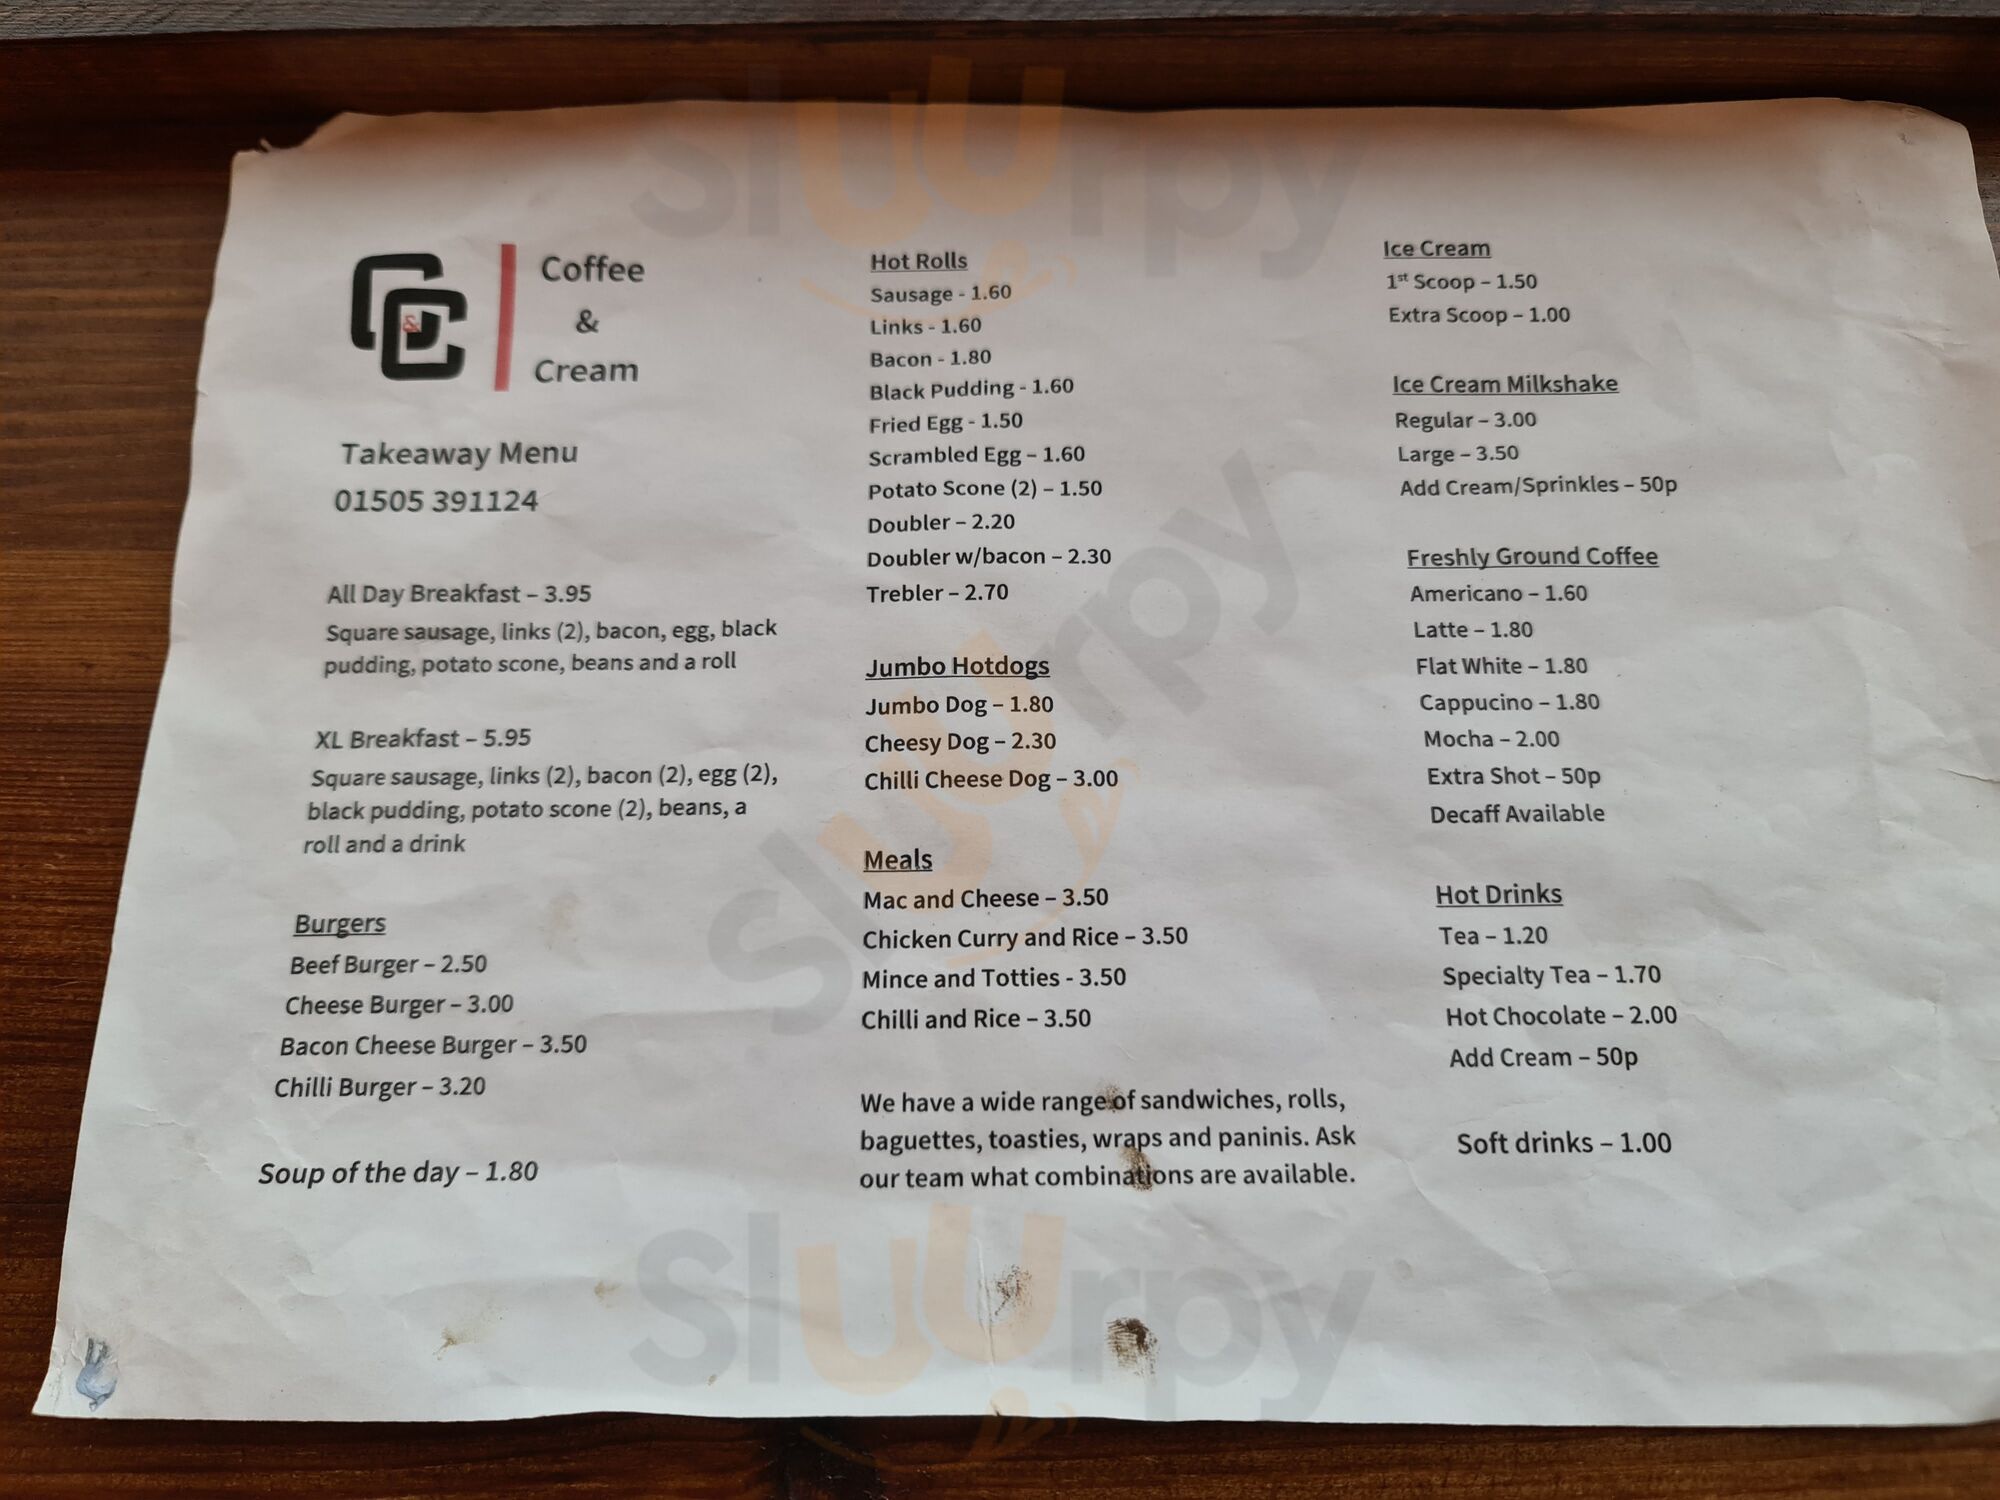 Coffee
&
Cream
C&C
Takeaway Menu
01505 391124
All Day Breakfast – 3.95
Square sausage, links (2), bacon, egg, black
pudding, potato scone, beans and a roll
XL Breakfast – 5.95
Square sausage, links (2), bacon (2), egg (2),
black pudding, potato scone (2), beans, a
roll and a drink
Burgers
Beef Burger – 2.50
Cheese Burger – 3.00
Bacon Cheese Burger – 3.50
Chilli Burger – 3.20
Soup of the day – 1.80
Hot Rolls
Sausage - 1.60
Links - 1.60
Bacon - 1.80
Black Pudding - 1.60
Fried Egg - 1.50
Scrambled Egg – 1.60
Potato Scone (2) – 1.50
Doubler – 2.20
Doubler w/bacon – 2.30
Trebler – 2.70
Jumbo Hotdogs
Jumbo Dog – 1.80
Cheesy Dog – 2.30
Chilli Cheese Dog – 3.00
Meals
Mac and Cheese – 3.50
Chicken Curry and Rice – 3.50
Mince and Totties - 3.50
Chilli and Rice – 3.50
We have a wide range of sandwiches, rolls,
baguettes, toasties, wraps and paninis. Ask
our team what combinations are available.
Ice Cream
1st Scoop – 1.50
Extra Scoop – 1.00
Ice Cream Milkshake
Regular – 3.00
Large – 3.50
Add Cream/Sprinkles – 50p
Freshly Ground Coffee
Americano – 1.60
Latte – 1.80
Flat White – 1.80
Cappucino – 1.80
Mocha – 2.00
Extra Shot – 50p
Decaff Available
Hot Drinks
Tea – 1.20
Specialty Tea – 1.70
Hot Chocolate – 2.00
Add Cream – 50p
Soft drinks – 1.00
Sluurpy
Sluurpy
Sluurpy